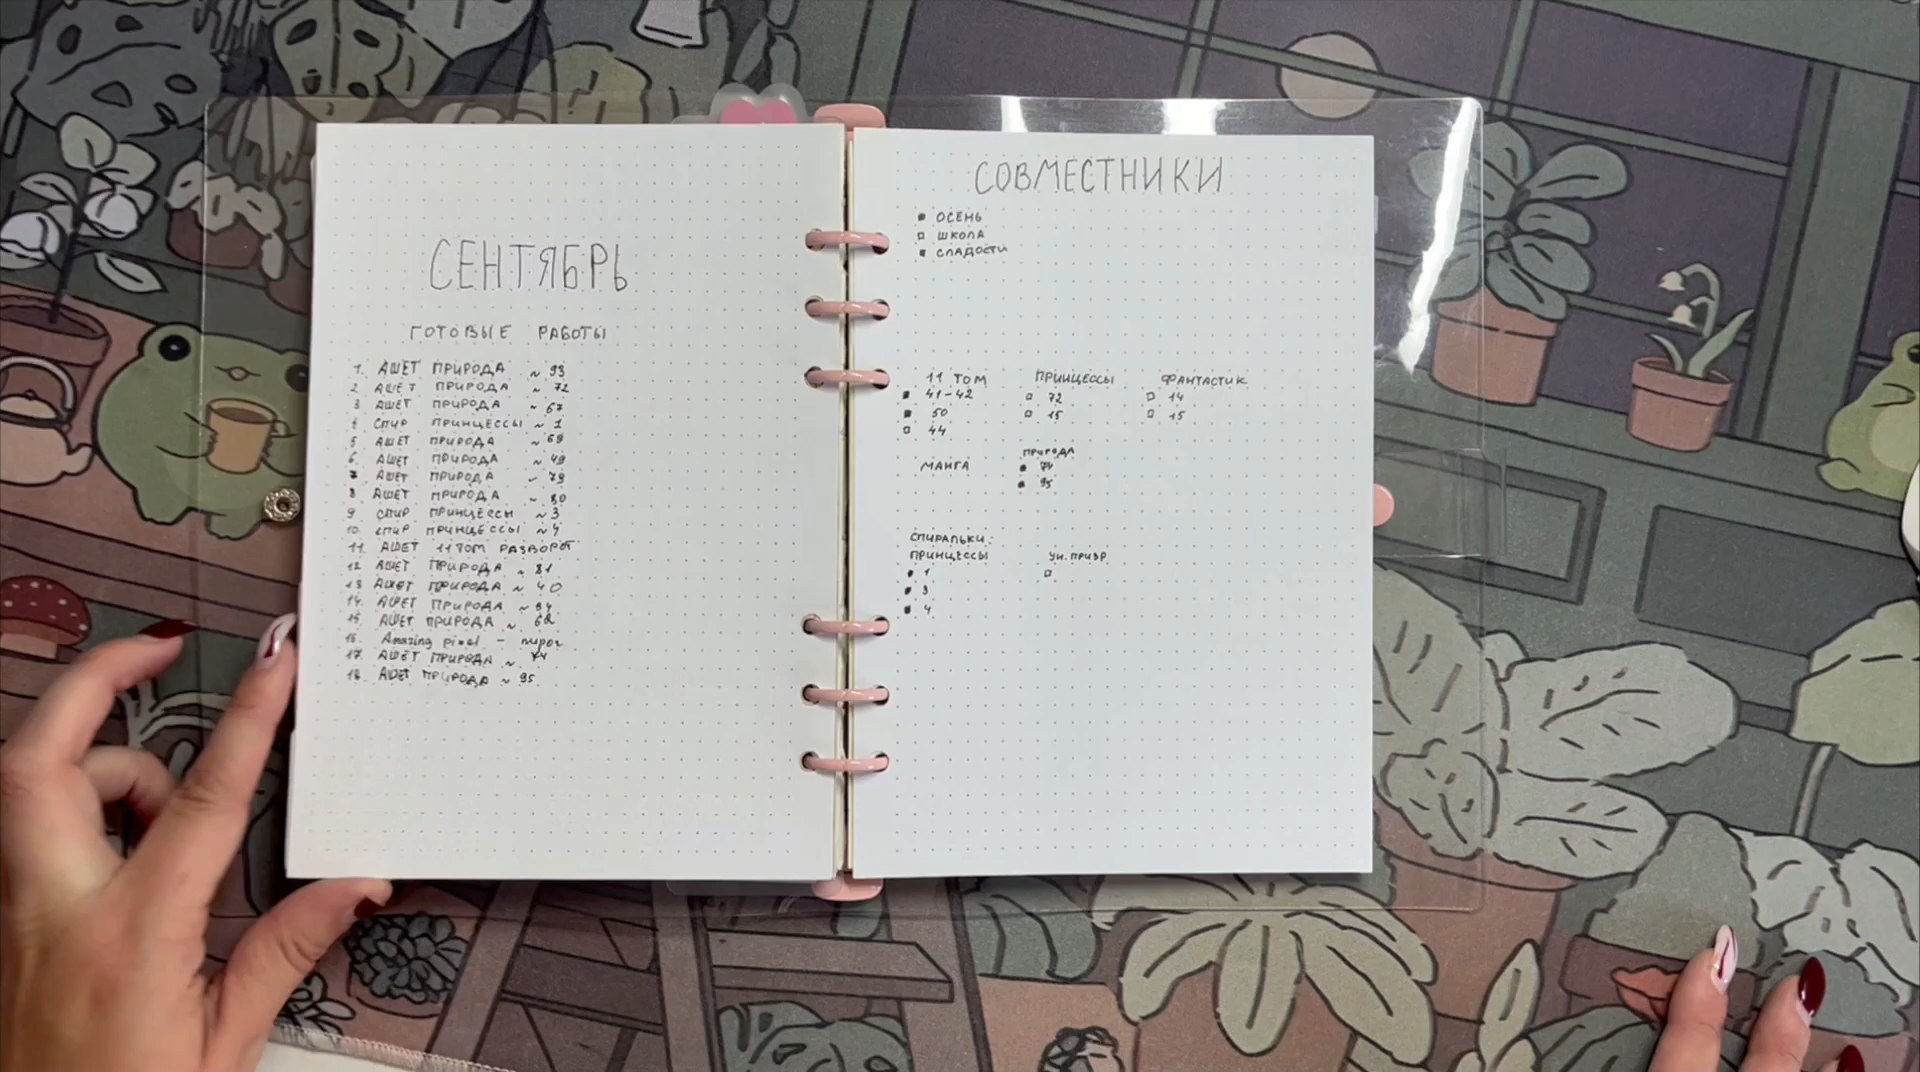 СЕНТЯБРЬ
ГОТОВЫЕ РАБОТЫ
1. АШЕТ ПРИРОДА ~ 93
2 АШЕТ ПРИРОДА ~ 72
3 АШЕТ ПРИРОДА ~ 67
4 СПИР ПРИНЦЕССЫ ~ 1
5 АШЕТ ПРИРОДА ~ 69
6 АШЕТ ПРИРОДА ~ 49
7 АШЕТ ПРИРОДА ~ 79
8 АШЕТ ПРИРОДА ~ 80
9 СПИР ПРИНЦЕССЫ ~ 3
10. СПИР ПРИНЦЕССЫ ~ 4
11. АШЕТ 11 ТОМ РАЗВОРОТ
12 АШЕТ ПРИРОДА ~ 81
13 АШЕТ ПРИРОДА ~ 40
14. АШЕТ ПРИРОДА ~ 94
15. АШЕТ ПРИРОДА ~ 62
16. Amazing pixel – пирог
17. АШЕТ ПРИРОДА ~ 74
18. АШЕТ ПРИРОДА ~ 95
СОВМЕСТНИКИ
ОСЕНЬ
ШКОЛА
СЛАДОСТИ
11 ТОМ
41-42
50
44
ПРИНЦЕССЫ
72
15
ФАНТАСТИК
14
15
МАНГА
ПРИРОДА
74
95
СПИРАЛЬКИ:
ПРИНЦЕССЫ
1
3
4